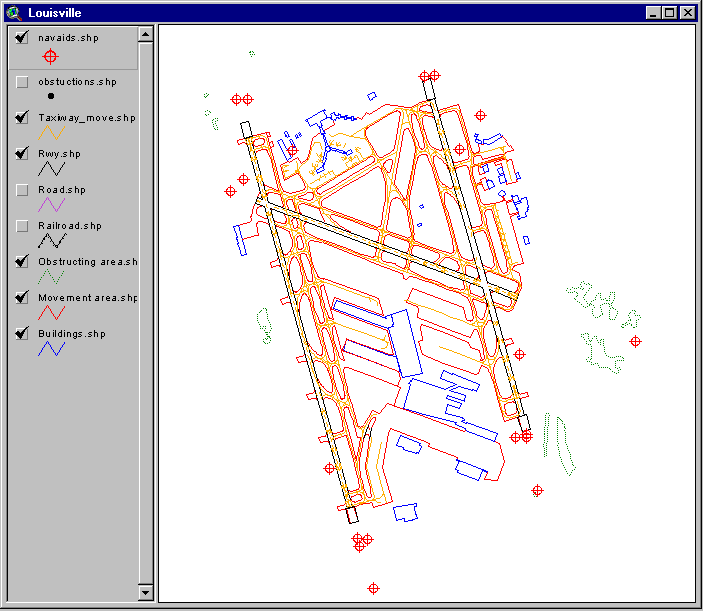 Louisville
navaids.shp
obstuctions.shp
Taxiway_move.shp
Rwy.shp
Road.shp
Railroad.shp
Obstructing area.sh
Movement area.shp
Buildings.shp